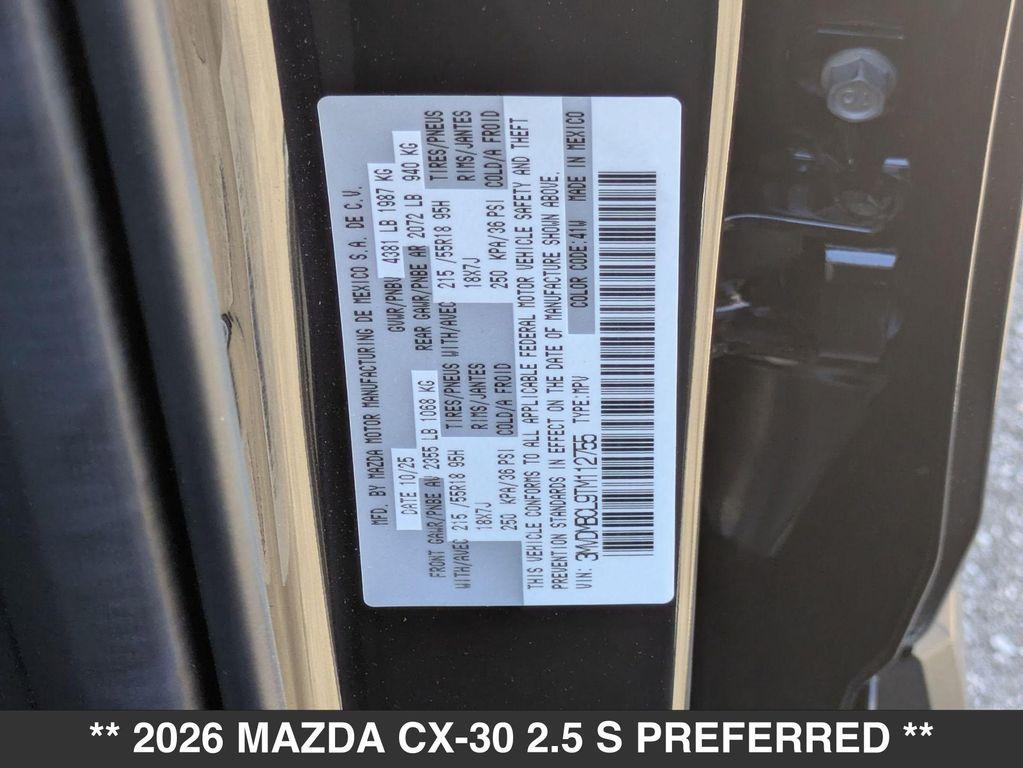 MFD. BY MAZDA MOTOR MANUFACTURING DE MEXICO S.A. DE C.V.
DATE 10/25 GVWR/PNBV 4381 LB 1987 KG
FRONT GAWR/PNBE AV 2355 LB 1068 KG REAR GAWR/PNBE AR 2072 LB 940 KG
WITH/AVEC 215 /55R18 95H TIRES/PNEUS WITH/AVEC 215 /55R18 95H TIRES/PNEUS
18X7J RIMS/JANTES 18X7J RIMS/JANTES
250 KPA/36 PSI COLD/A FROID 250 KPA/36 PSI COLD/A FROID
THIS VEHICLE CONFORMS TO ALL APPLICABLE FEDERAL MOTOR VEHICLE SAFETY AND THEFT
PREVENTION STANDARDS IN EFFECT ON THE DATE OF MANUFACTURE SHOWN ABOVE.
VIN: 3MVDMBCL9TM112755 TYPE:MPV COLOR CODE:41W MADE IN MEXICO
** 2026 MAZDA CX-30 2.5 S PREFERRED **